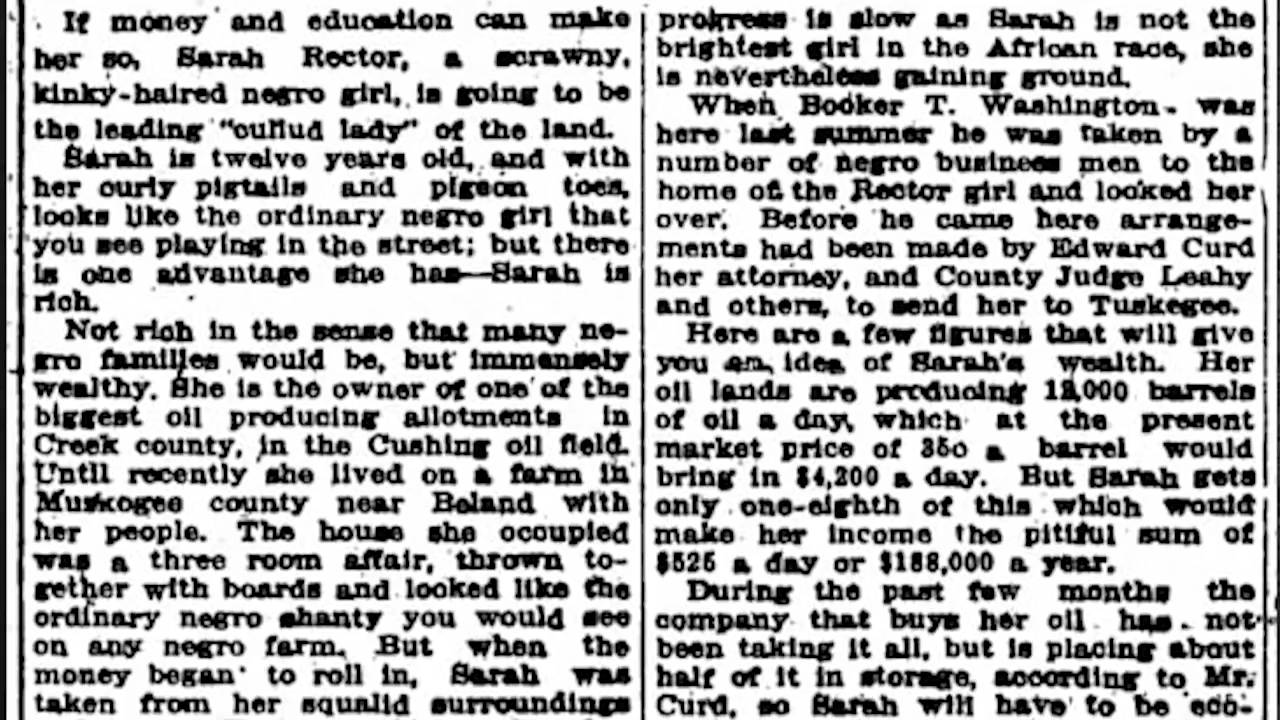 If money and education can make
her so, Sarah Rector, a scrawny,
kinky-haired negro girl, is going to be
the leading "cullud lady" of the land.
Sarah is twelve years old, and with
her curly pigtails and pigeon toes,
looks like the ordinary negro girl that
you see playing in the street; but there
is one advantage she has—Sarah is
rich.
Not rich in the sense that many ne-
gro families would be, but immensely
wealthy. She is the owner of one of the
biggest oil producing allotments in
Creek county, in the Cushing oil field.
Until recently she lived on a farm in
Muskogee county near Boland with
her people. The house she occupied
was a three room affair, thrown to-
gether with boards and looked like the
ordinary negro shanty you would see
on any negro farm. But when the
money began to roll in, Sarah was
taken from her squalid surroundings
progress is slow as Sarah is not the
brightest girl in the African race, she
is nevertheless gaining ground.
When Booker T. Washington was
here last summer he was taken by a
number of negro business men to the
home of the Rector girl and looked her
over. Before he came here arrange-
ments had been made by Edward Curd
her attorney, and County Judge Leahy
and others, to send her to Tuskegee.
Here are a few figures that will give
you an idea of Sarah's wealth. Her
oil lands are producing 12,000 barrels
of oil a day, which at the present
market price of 35c a barrel would
bring in $4,200 a day. But Sarah gets
only one-eighth of this which would
make her income the pitiful sum of
$525 a day or $188,000 a year.
During the past few months the
company that buys her oil has not
been taking it all, but is placing about
half of it in storage, according to Mr.
Curd, so Sarah will have to be eco-